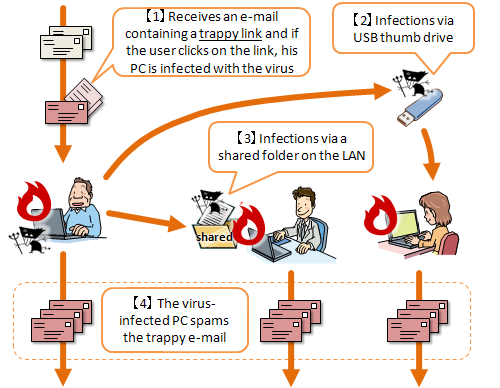 【1】 Receives an e-mail
containing a trappy link and if
the user clicks on the link, his
PC is infected with the virus
【2】 Infections via
USB thumb drive
【3】 Infections via a
shared folder on the LAN
shared
【4】 The virus-
infected PC spams
the trappy e-mail